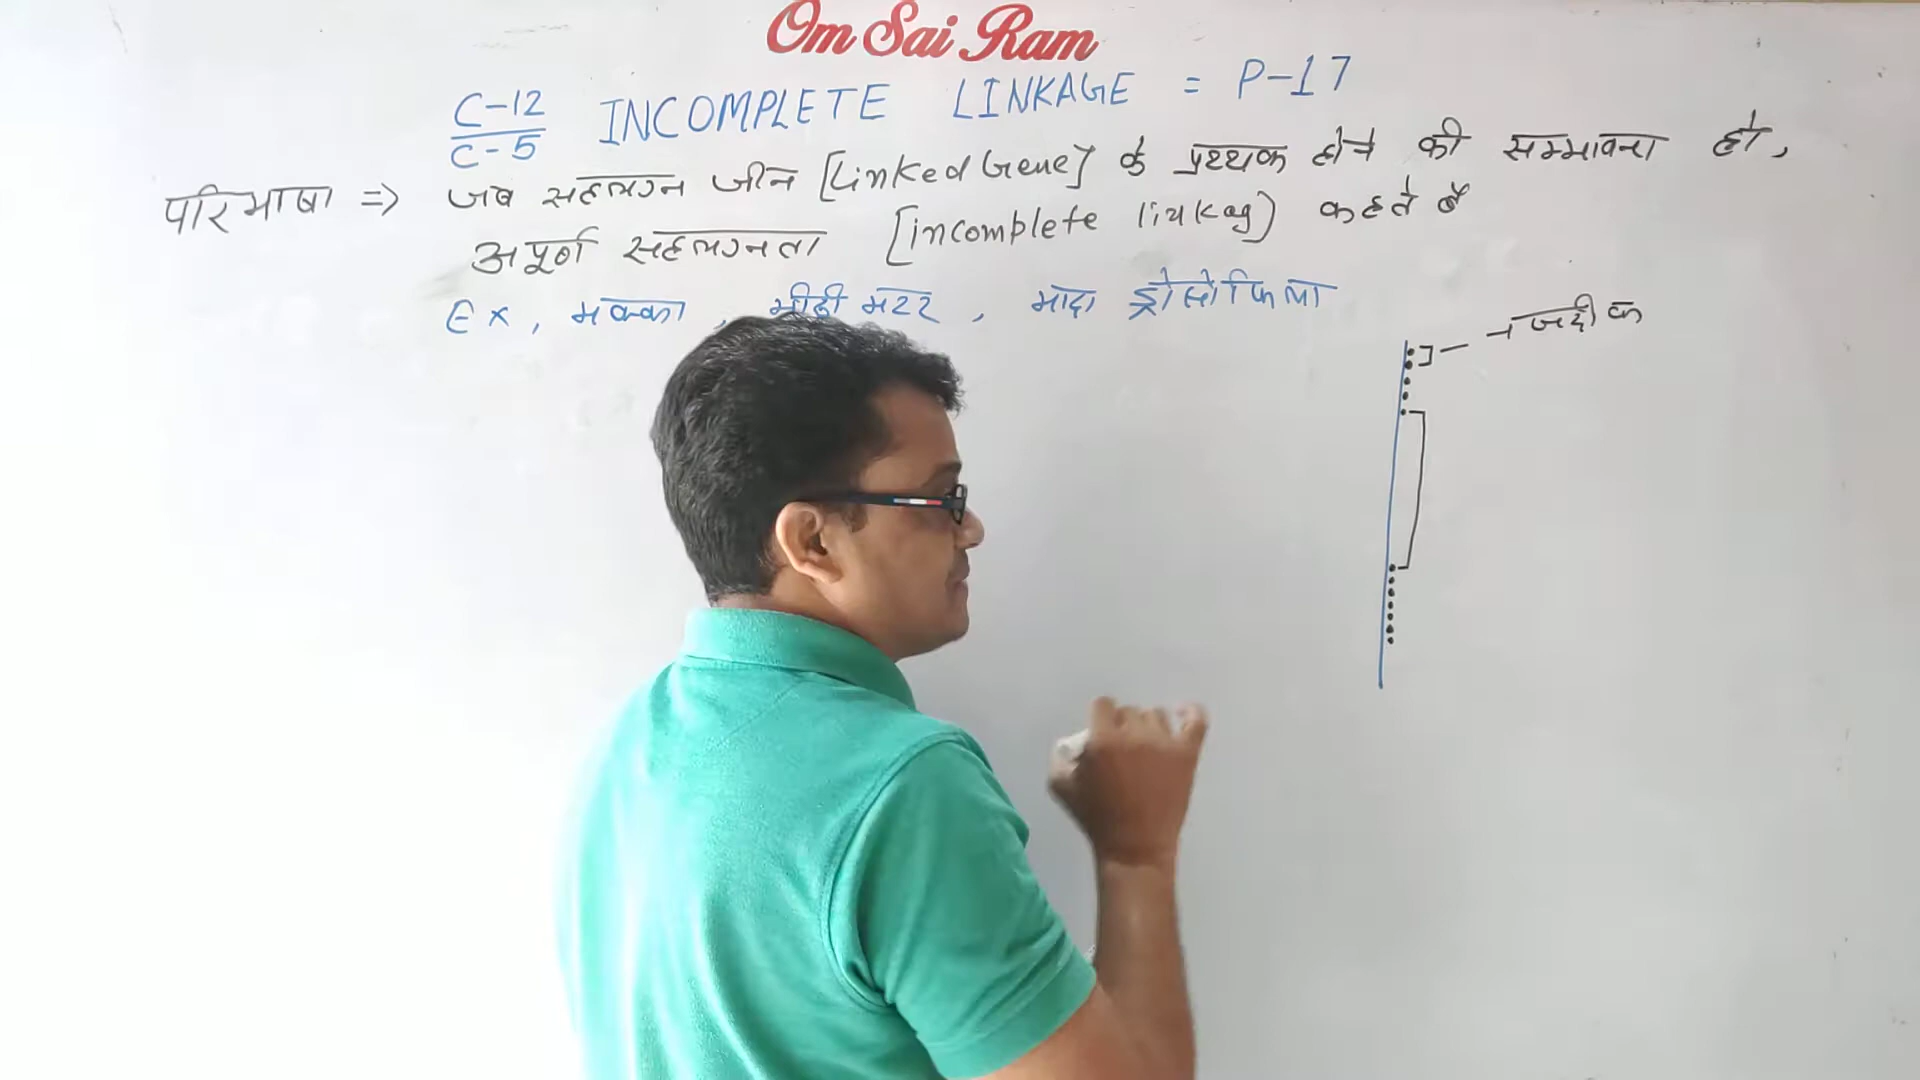 Om Sai Ram
C-12
C-5
INCOMPLETE LINKAGE = P-17
परिभाषा => जब सहलग्न जीन [Linked Gene] के प्रथ्थक होने की सम्भावना हो,
अपूर्ण सहलग्नता [incomplete linkag) कहते है
Ex, मक्का, मीठी मटर, मादा ड्रोसोफिला
नजदीक